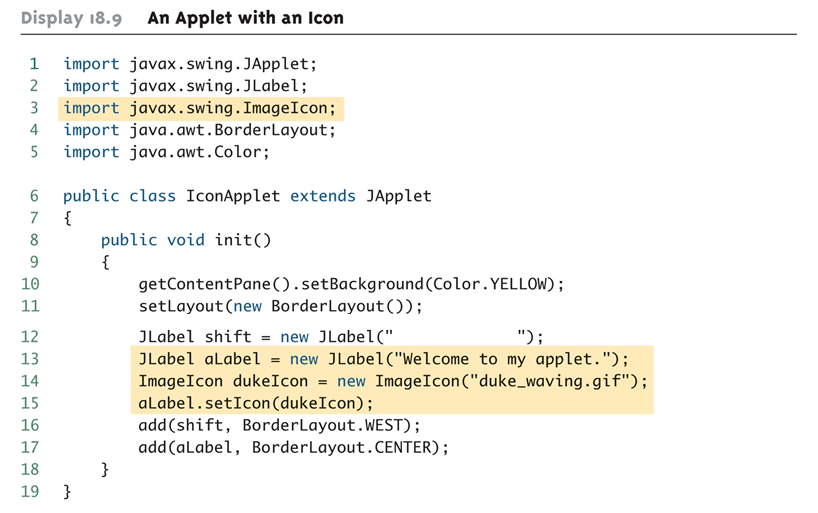 Display 18.9 An Applet with an Icon
1 import javax.swing.JApplet;
2 import javax.swing.JLabel;
3 import javax.swing.ImageIcon;
4 import java.awt.BorderLayout;
5 import java.awt.Color;
6 public class IconApplet extends JApplet
7 {
8     public void init()
9     {
10         getContentPane().setBackground(Color.YELLOW);
11         setLayout(new BorderLayout());
12         JLabel shift = new JLabel("             ");
13         JLabel aLabel = new JLabel("Welcome to my applet.");
14         ImageIcon dukeIcon = new ImageIcon("duke_waving.gif");
15         aLabel.setIcon(dukeIcon);
16         add(shift, BorderLayout.WEST);
17         add(aLabel, BorderLayout.CENTER);
18     }
19 }